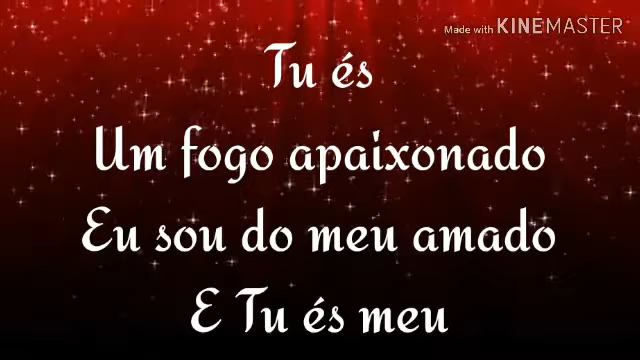 Made with KINEMASTER
Tu és
Um fogo apaixonado
Eu sou do meu amado
E Tu és meu